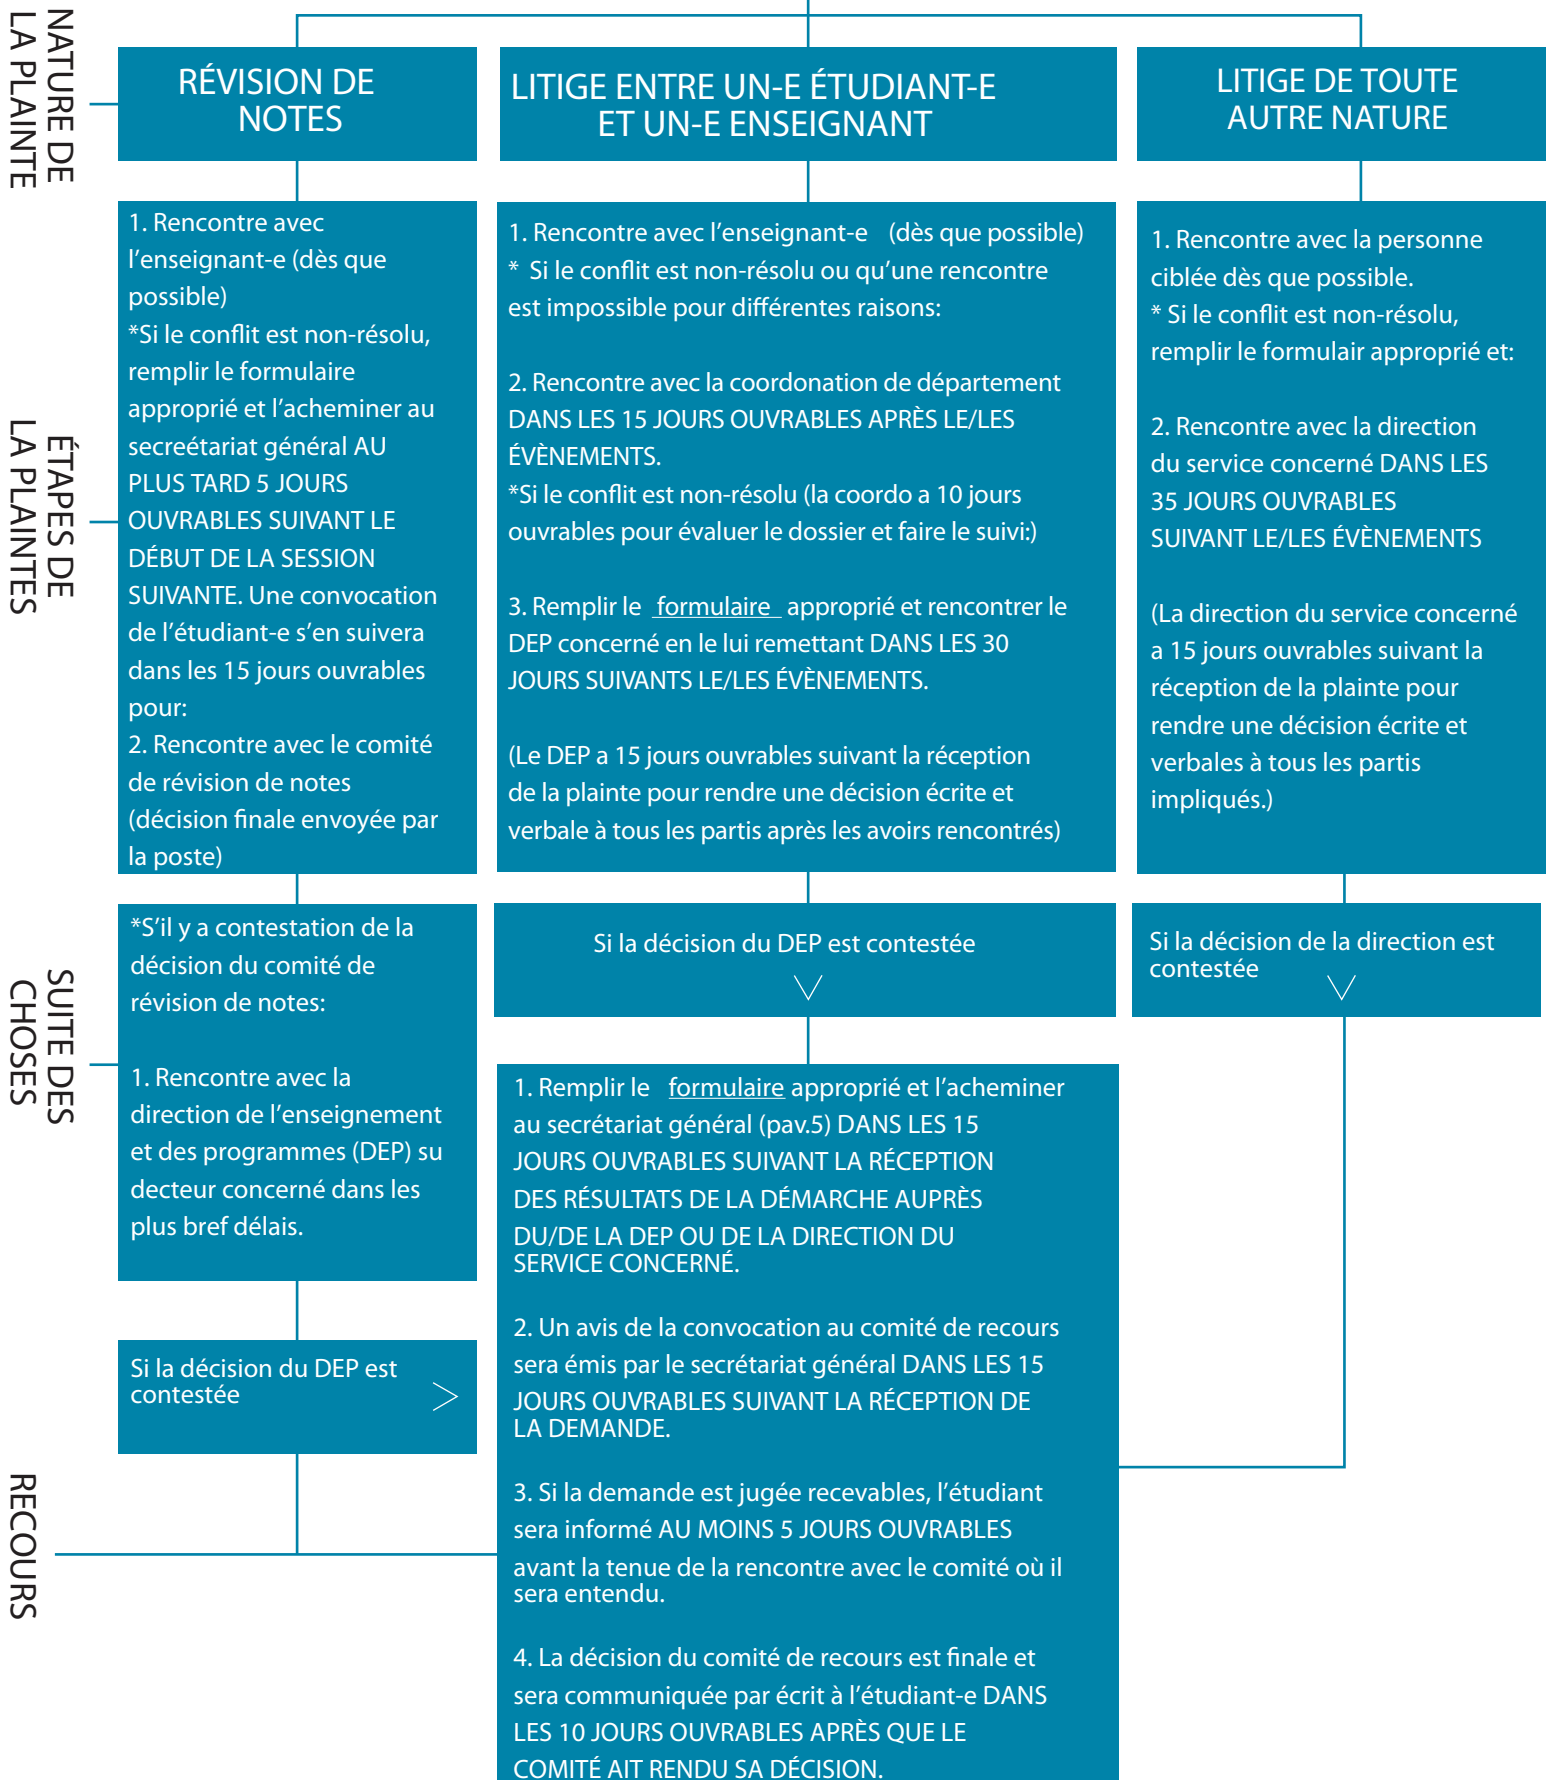 NATURE DE
LA PLAINTE
RÉVISION DE
NOTES
LITIGE ENTRE UN-E ÉTUDIANT-E
ET UN-E ENSEIGNANT
LITIGE DE TOUTE
AUTRE NATURE
ÉTAPES DE
LA PLAINTES
1. Rencontre avec
l'enseignant-e (dès que
possible)
*Si le conflit est non-résolu,
remplir le formulaire
approprié et l'acheminer au
secreétariat général AU
PLUS TARD 5 JOURS
OUVRABLES SUIVANT LE
DÉBUT DE LA SESSION
SUIVANTE. Une convocation
de l'étudiant-e s'en suivera
dans les 15 jours ouvrables
pour:
2. Rencontre avec le comité
de révision de notes
(décision finale envoyée par
la poste)
1. Rencontre avec l'enseignant-e (dès que possible)
* Si le conflit est non-résolu ou qu'une rencontre
est impossible pour différentes raisons:
2. Rencontre avec la coordonation de département
DANS LES 15 JOURS OUVRABLES APRÈS LE/LES
ÉVÈNEMENTS.
*Si le conflit est non-résolu (la coordo a 10 jours
ouvrables pour évaluer le dossier et faire le suivi:)
3. Remplir le formulaire approprié et rencontrer le
DEP concerné en le lui remettant DANS LES 30
JOURS SUIVANTS LE/LES ÉVÈNEMENTS.
(Le DEP a 15 jours ouvrables suivant la réception
de la plainte pour rendre une décision écrite et
verbale à tous les partis après les avoirs rencontrés)
1. Rencontre avec la personne
ciblée dès que possible.
* Si le conflit est non-résolu,
remplir le formulair approprié et:
2. Rencontre avec la direction
du service concerné DANS LES
35 JOURS OUVRABLES
SUIVANT LE/LES ÉVÈNEMENTS
(La direction du service concerné
a 15 jours ouvrables suivant la
réception de la plainte pour
rendre une décision écrite et
verbales à tous les partis
impliqués.)
SUITE DES
CHOSES
*S'il y a contestation de la
décision du comité de
révision de notes:
1. Rencontre avec la
direction de l'enseignement
et des programmes (DEP) su
decteur concerné dans les
plus bref délais.
Si la décision du DEP est contestée
Si la décision de la direction est
contestée
Si la décision du DEP est
contestée
RECOURS
1. Remplir le formulaire approprié et l'acheminer
au secrétariat général (pav.5) DANS LES 15
JOURS OUVRABLES SUIVANT LA RÉCEPTION
DES RÉSULTATS DE LA DÉMARCHE AUPRÈS
DU/DE LA DEP OU DE LA DIRECTION DU
SERVICE CONCERNÉ.
2. Un avis de la convocation au comité de recours
sera émis par le secrétariat général DANS LES 15
JOURS OUVRABLES SUIVANT LA RÉCEPTION DE
LA DEMANDE.
3. Si la demande est jugée recevables, l'étudiant
sera informé AU MOINS 5 JOURS OUVRABLES
avant la tenue de la rencontre avec le comité où il
sera entendu.
4. La décision du comité de recours est finale et
sera communiquée par écrit à l'étudiant-e DANS
LES 10 JOURS OUVRABLES APRÈS QUE LE
COMITÉ AIT RENDU SA DÉCISION.